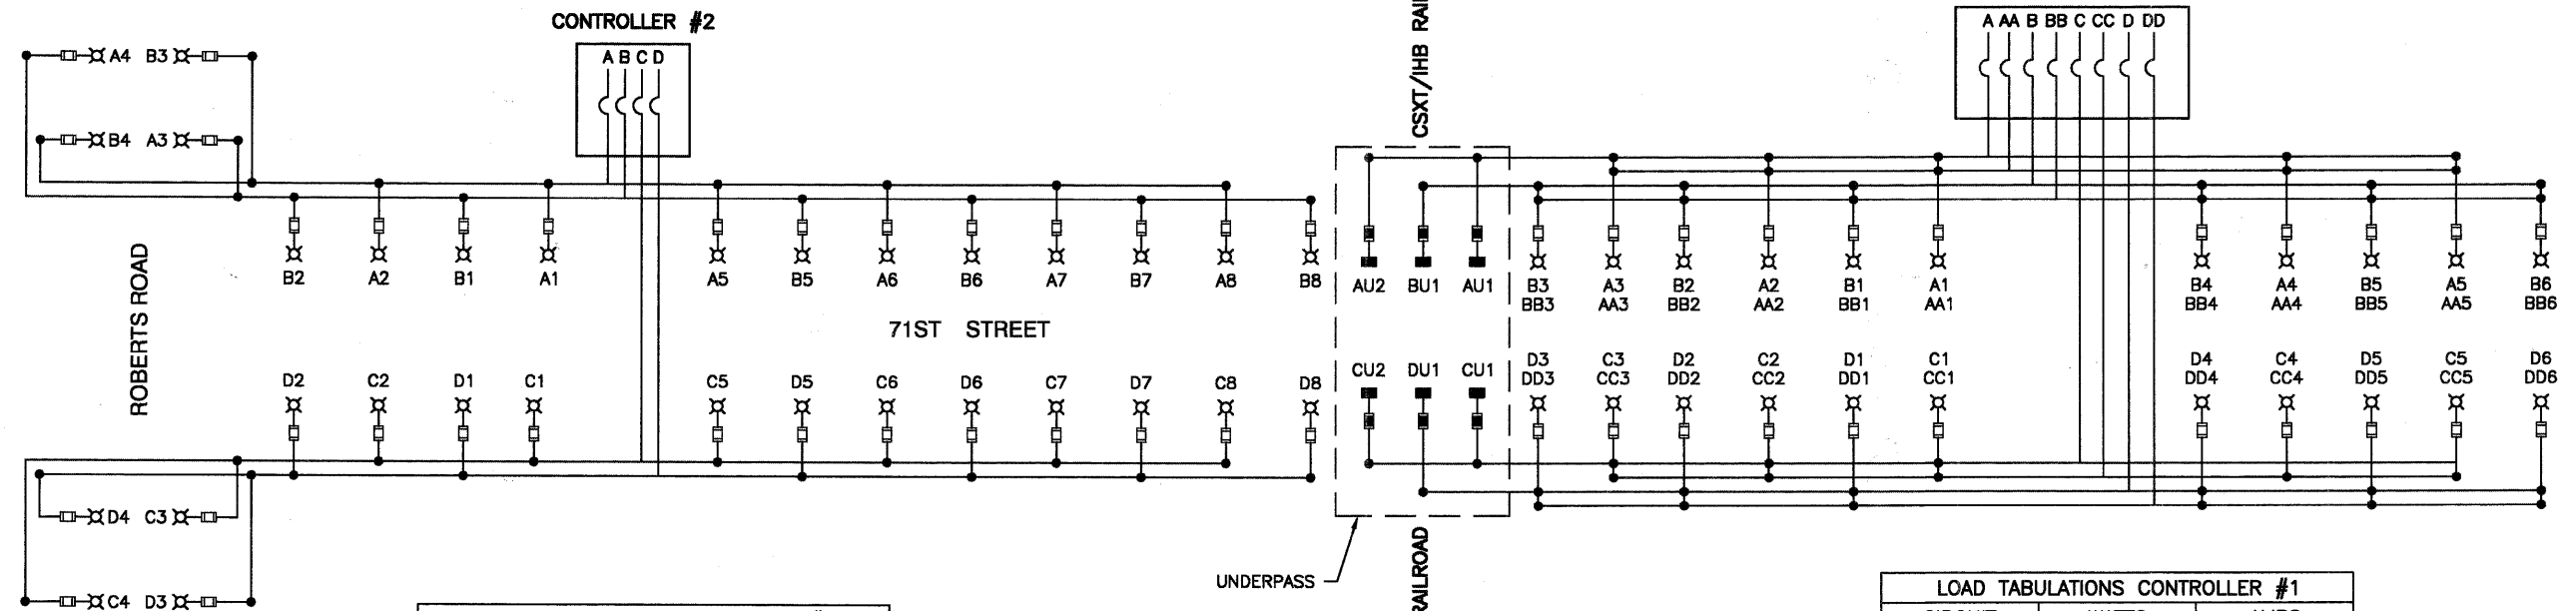 CONTROLLER #2
A B C D
A AA B BB C CC D DD
CSXT/IHB
A4 B3
B4 A3
B2 A2 B1 A1 A5 B5 A6 B6 A7 B7 A8 B8
AU2 BU1 AU1
B3 A3 B2 A2 B1 A1 B4 A4 B5 A5 B6
BB3 AA3 BB2 AA2 BB1 AA1 BB4 AA4 BB5 AA5 BB6
ROBERTS ROAD
71ST STREET
D2 C2 D1 C1 C5 D5 C6 D6 C7 D7 C8 D8
CU2 DU1 CU1
D3 C3 D2 C2 D1 C1 D4 C4 D5 C5 D6
DD3 CC3 DD2 CC2 DD1 CC1 DD4 CC4 DD5 CC5 DD6
D4 C3
C4 D3
UNDERPASS
RAILROAD
LOAD TABULATIONS CONTROLLER #1